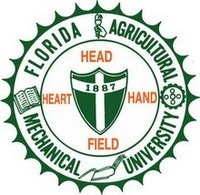 FLORIDA AGRICULTURAL
MECHANICAL UNIVERSITY
HEAD
HEART
HAND
FIELD
1887